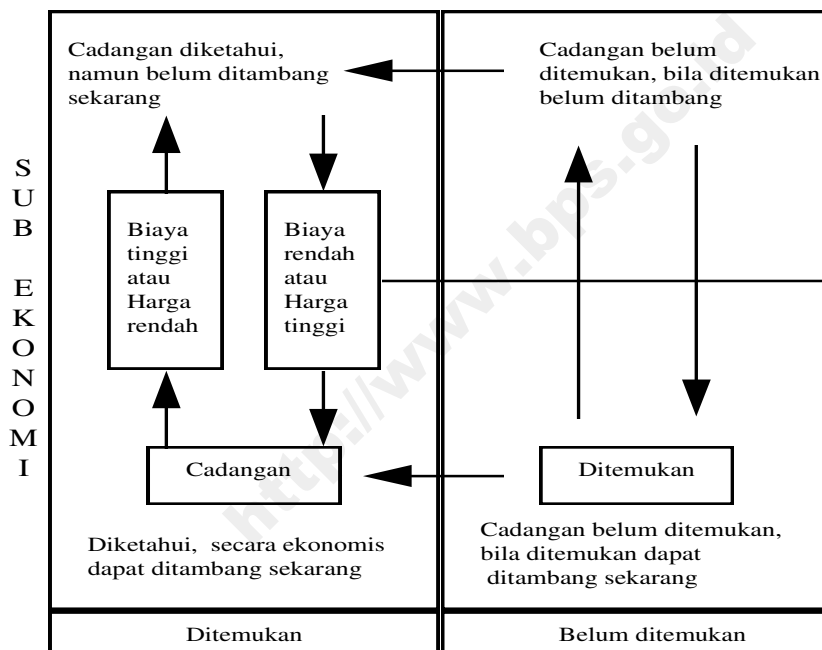 Cadangan diketahui,
namun belum ditambang
sekarang
Cadangan belum
ditemukan, bila ditemukan
belum ditambang
S
U
B
E
K
O
N
O
M
I
Biaya
tinggi
atau
Harga
rendah
Biaya
rendah
atau
Harga
tinggi
Cadangan
Ditemukan
Diketahui, secara ekonomis
dapat ditambang sekarang
Cadangan belum ditemukan,
bila ditemukan dapat
ditambang sekarang
Ditemukan
Belum ditemukan
http://www.bps.go.id